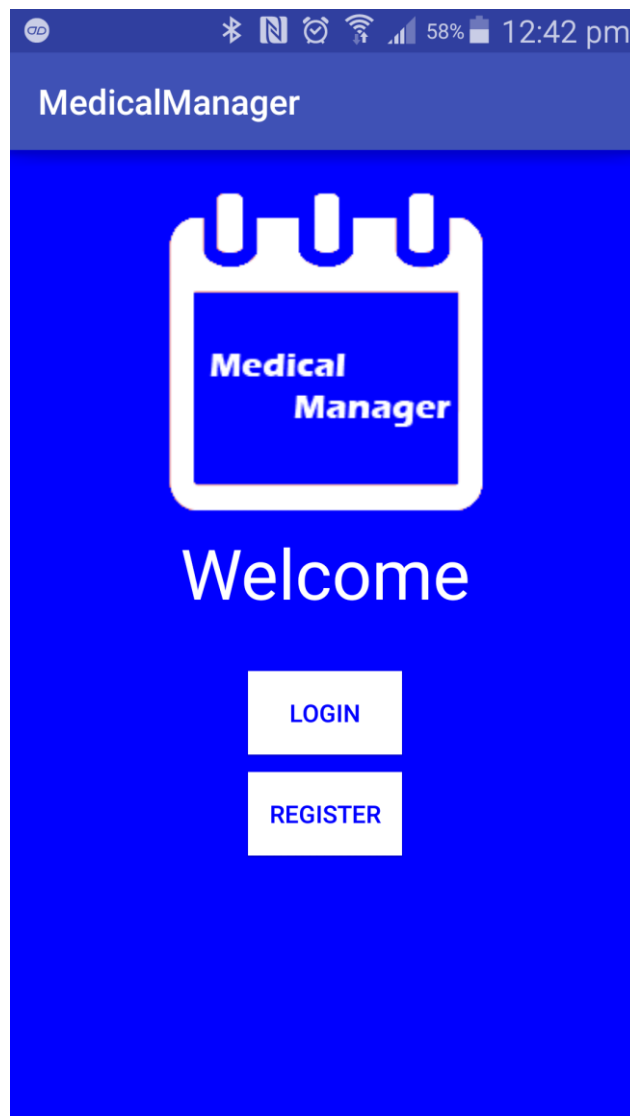 58% 12:42 pm
MedicalManager
Medical
Manager
Welcome
LOGIN
REGISTER